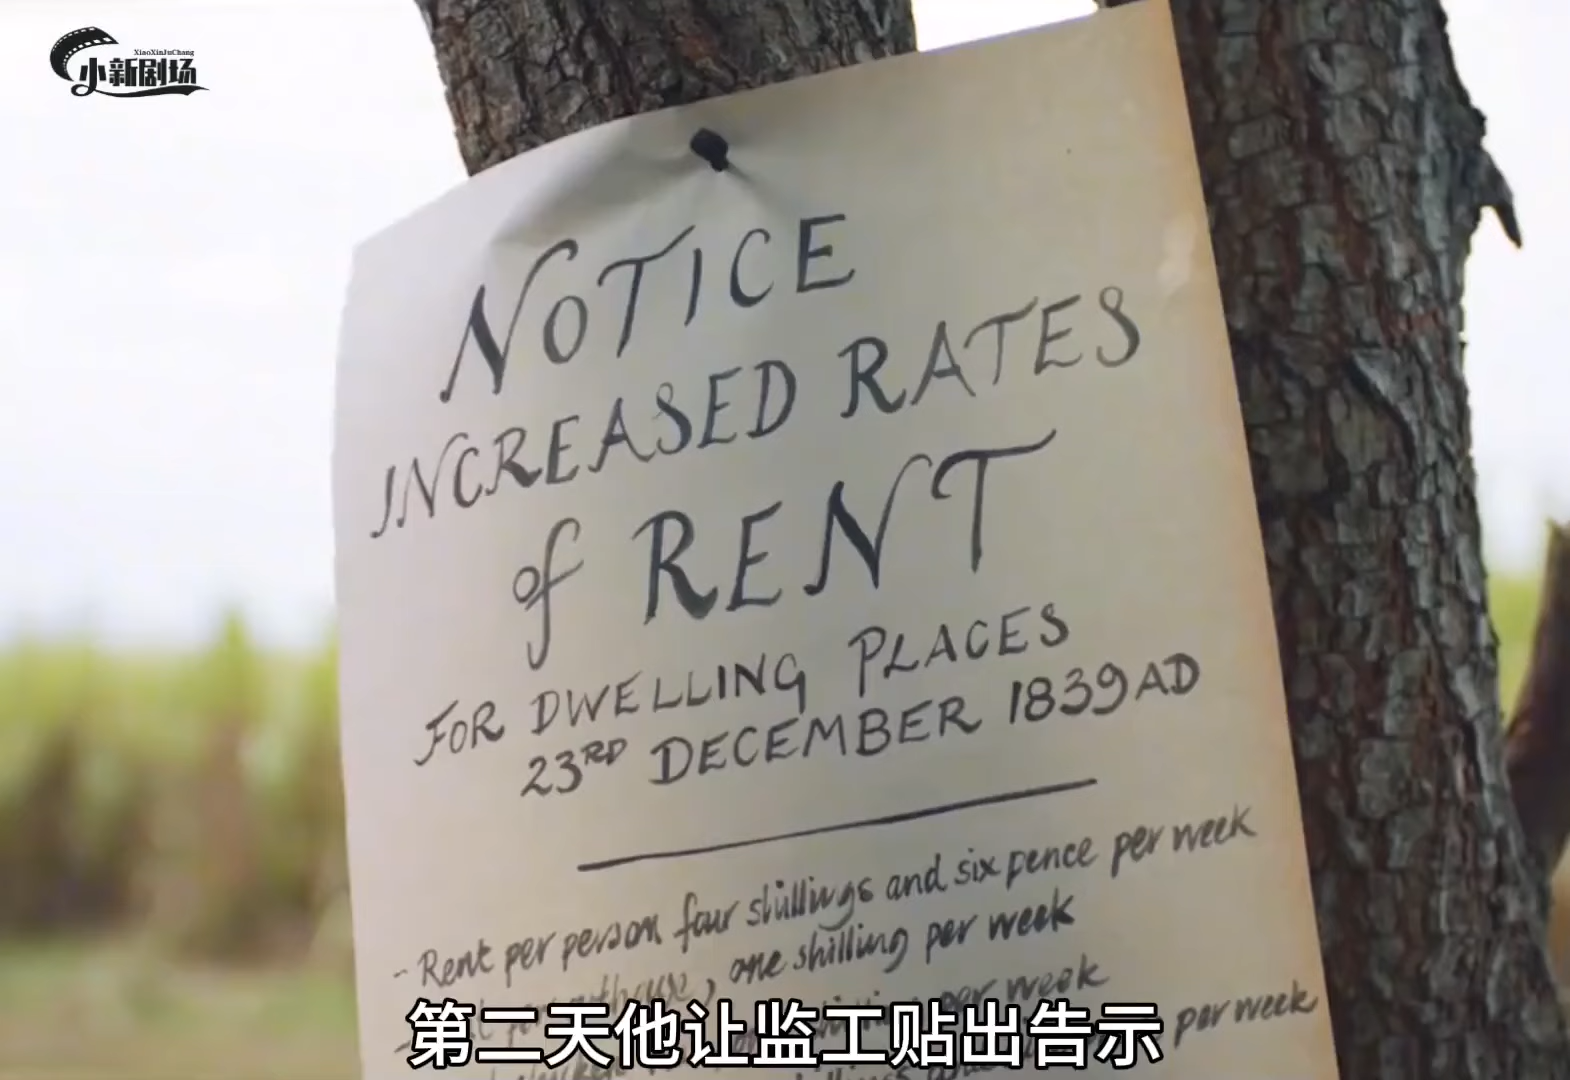 XiaoXinJuChang
小新剧场
NOTICE
INCREASED RATES
of RENT
FOR DWELLING PLACES
23RD DECEMBER 1839 AD
- Rent per person four shillings and six pence per week
one shilling per week
per week
per week
第二天他让监工贴出告示